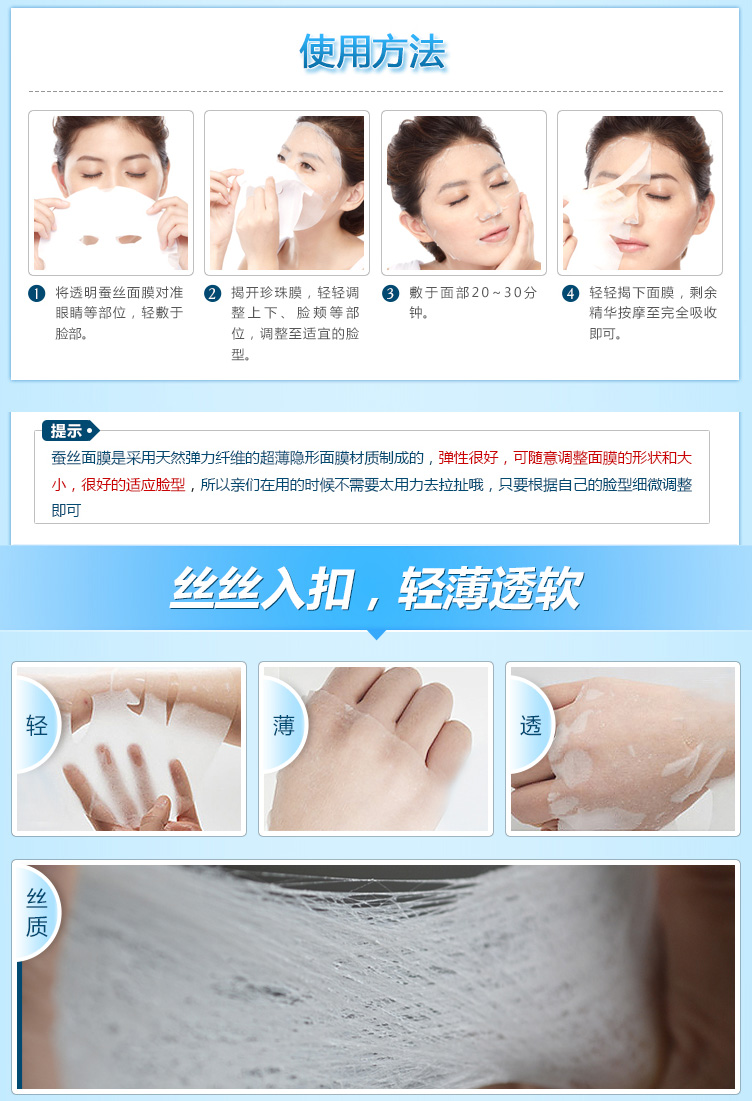 使用方法
1 将透明蚕丝面膜对准
眼睛等部位，轻敷于
脸部。
2 揭开珍珠膜，轻轻调
整上下、脸颊等部
位，调整至适宜的脸
型。
3 敷于面部20~30分
钟。
4 轻轻揭下面膜，剩余
精华按摩至完全吸收
即可。
提示
蚕丝面膜是采用天然弹力纤维的超薄隐形面膜材质制成的，弹性很好，可随意调整面膜的形状和大
小，很好的适应脸型，所以亲们在用的时候不需要太用力去拉扯哦，只要根据自己的脸型细微调整
即可
丝丝入扣，轻薄透软
轻
薄
透
丝
质